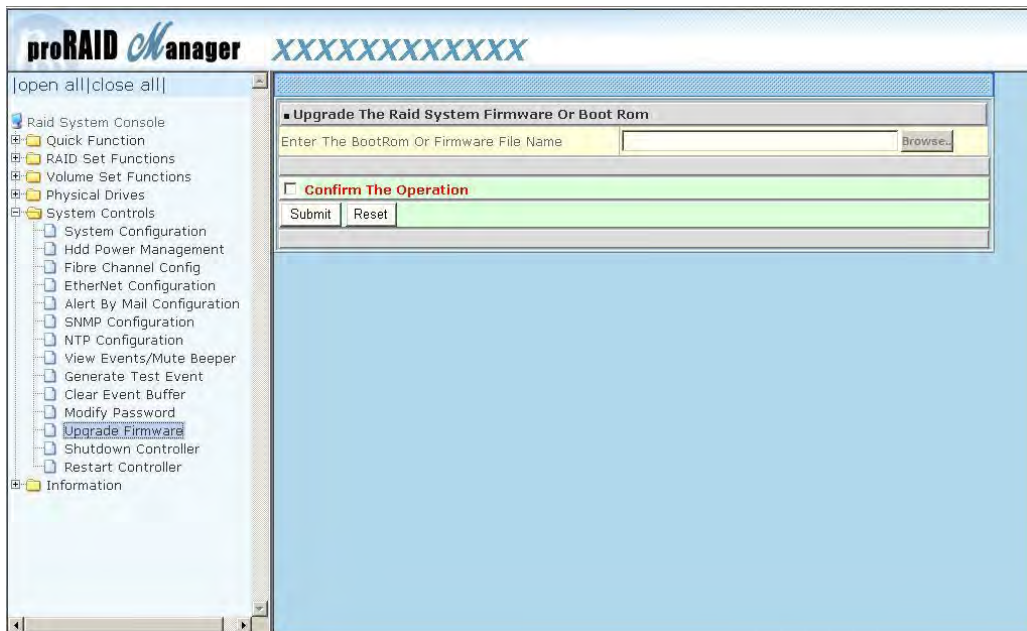 proRAID Manager XXXXXXXXXXXX
|open all|close all|
Raid System Console
Quick Function
RAID Set Functions
Volume Set Functions
Physical Drives
System Controls
System Configuration
Hdd Power Management
Fibre Channel Config
EtherNet Configuration
Alert By Mail Configuration
SNMP Configuration
NTP Configuration
View Events/Mute Beeper
Generate Test Event
Clear Event Buffer
Modify Password
Upgrade Firmware
Shutdown Controller
Restart Controller
Information
Upgrade The Raid System Firmware Or Boot Rom
Enter The BootRom Or Firmware File Name Browse..
Confirm The Operation
Submit Reset